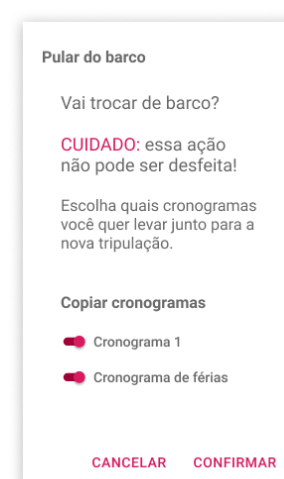 Pular do barco
Vai trocar de barco?
CUIDADO: essa ação
não pode ser desfeita!
Escolha quais cronogramas
você quer levar junto para a
nova tripulação.
Copiar cronogramas
Cronograma 1
Cronograma de férias
CANCELAR CONFIRMAR